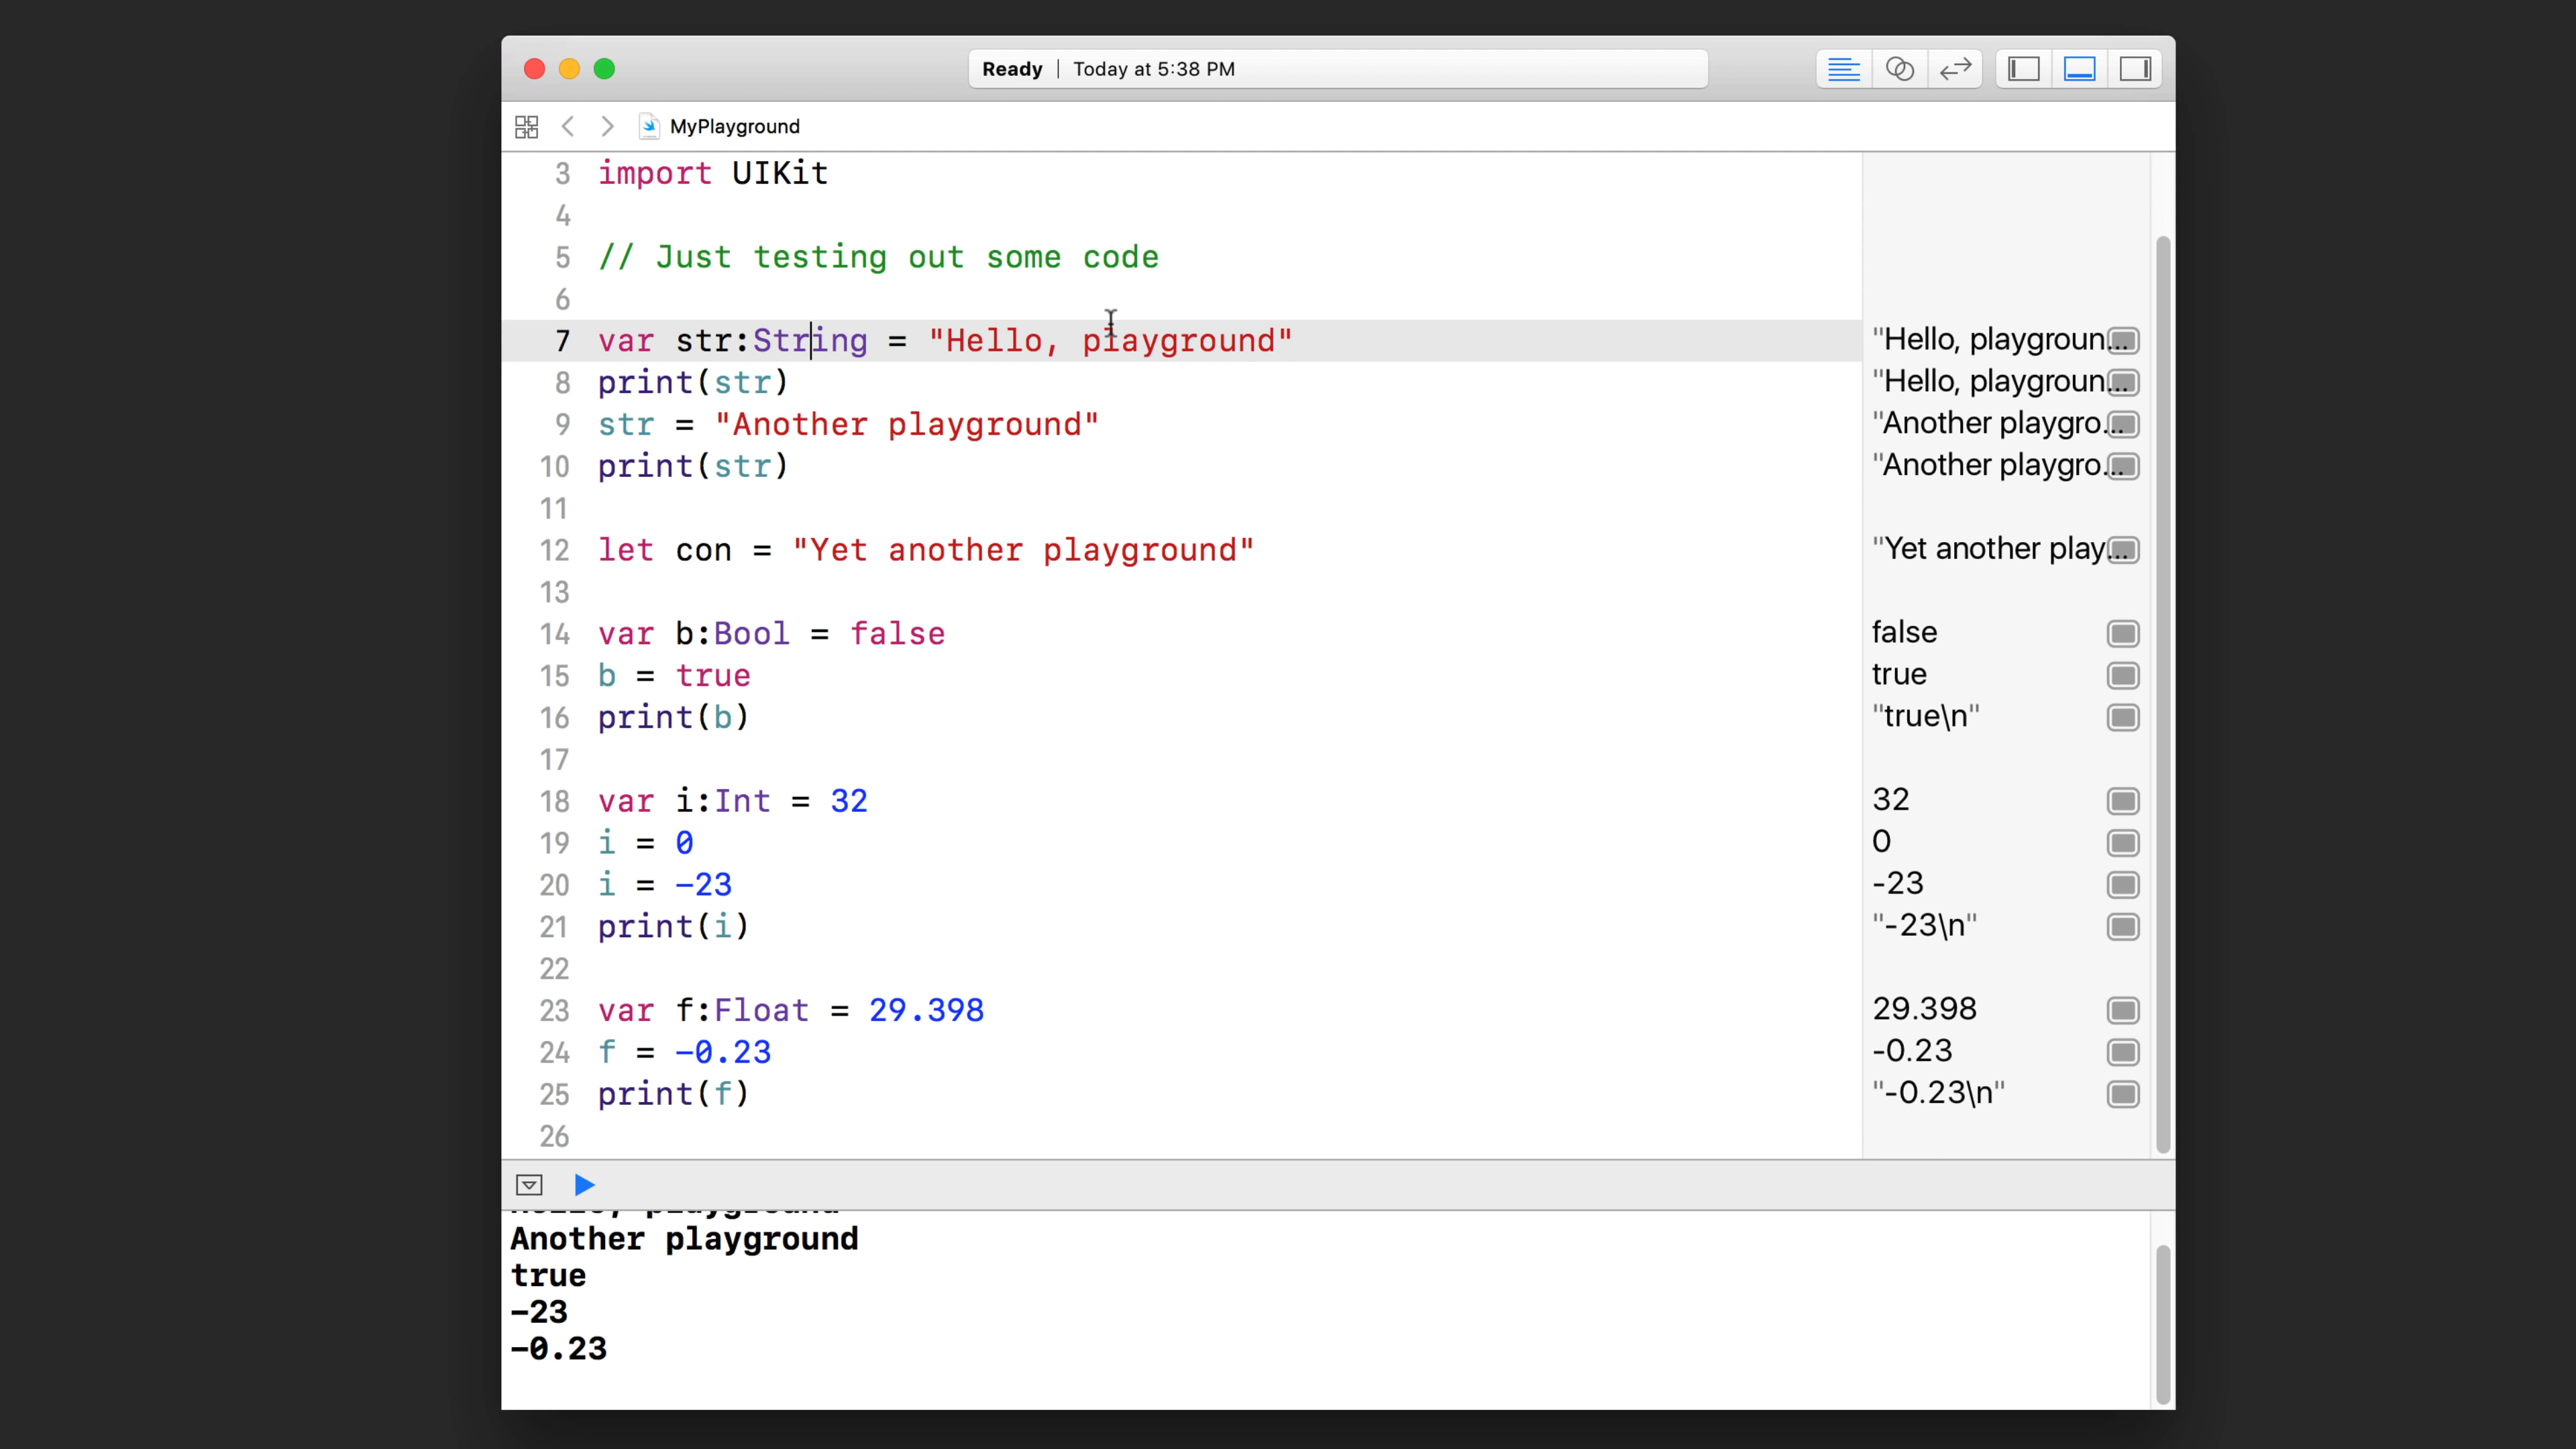 Ready | Today at 5:38 PM
MyPlayground
3 import UIKit
4
5 // Just testing out some code
6
7 var str:String = "Hello, playground" "Hello, playgroun...
8 print(str) "Hello, playgroun...
9 str = "Another playground" "Another playgro...
10 print(str) "Another playgro...
11
12 let con = "Yet another playground" "Yet another play...
13
14 var b:Bool = false false
15 b = true true
16 print(b) "true\n"
17
18 var i:Int = 32 32
19 i = 0 0
20 i = -23 -23
21 print(i) "-23\n"
22
23 var f:Float = 29.398 29.398
24 f = -0.23 -0.23
25 print(f) "-0.23\n"
26
Hello, playground
Another playground
true
-23
-0.23